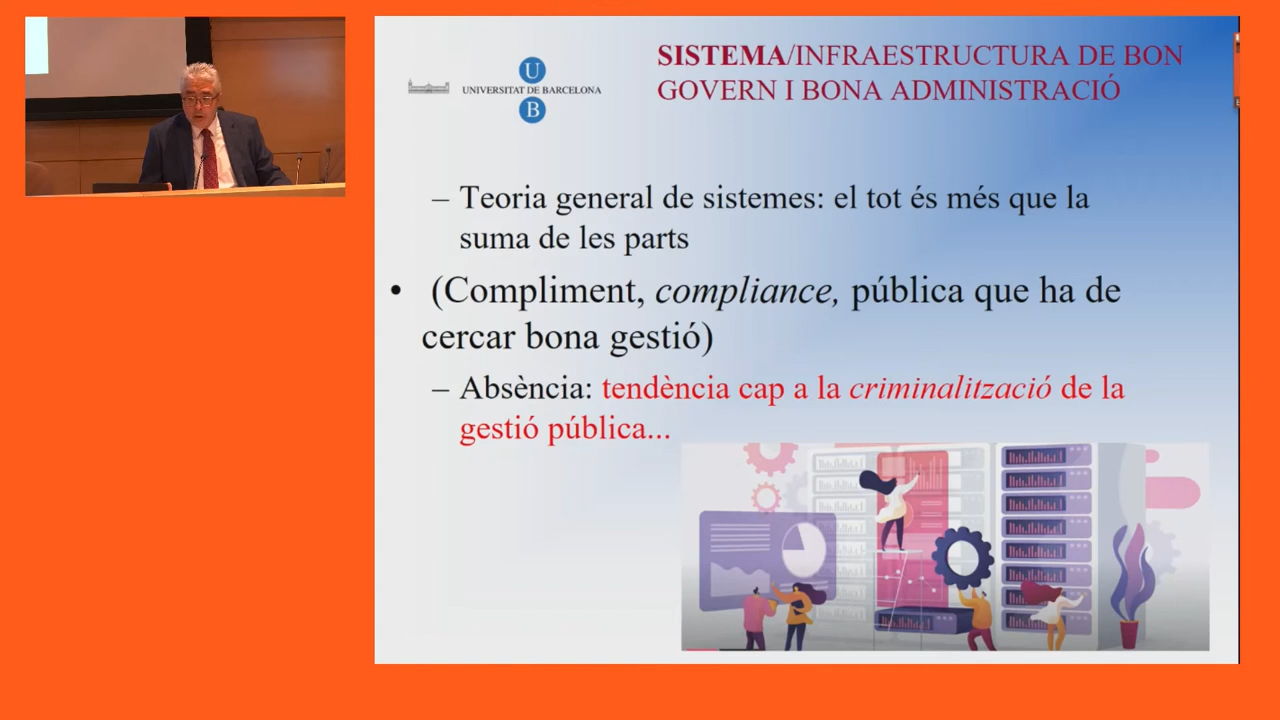 SISTEMA/INFRAESTRUCTURA DE BON
GOVERN I BONA ADMINISTRACIÓ
U
UNIVERSITAT DE BARCELONA
B
– Teoria general de sistemes: el tot és més que la
suma de les parts
• (Compliment, compliance, pública que ha de
cercar bona gestió)
– Absència: tendència cap a la criminalització de la
gestió pública...